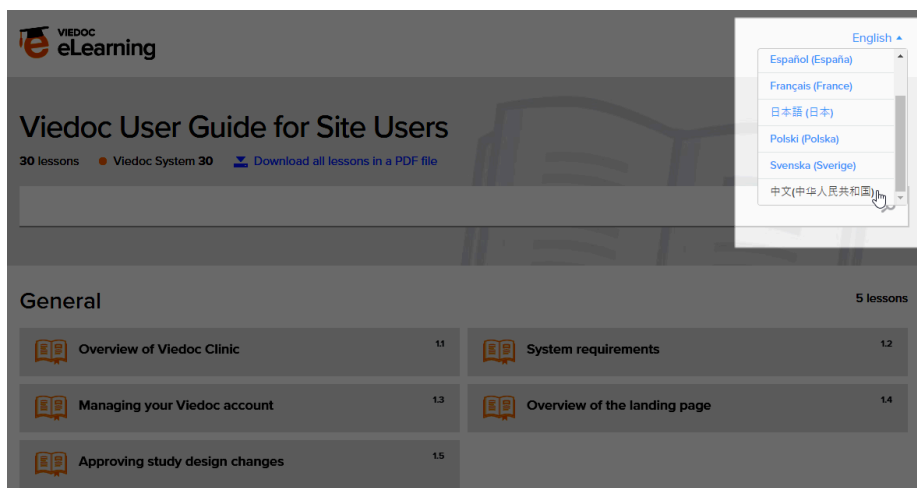 VIEDOC
eLearning
English
Español (España)
Français (France)
日本語 (日本)
Polski (Polska)
Svenska (Sverige)
中文(中华人民共和国)
Viedoc User Guide for Site Users
30 lessons Viedoc System 30 Download all lessons in a PDF file
General 5 lessons
Overview of Viedoc Clinic 1.1
System requirements 1.2
Managing your Viedoc account 1.3
Overview of the landing page 1.4
Approving study design changes 1.5